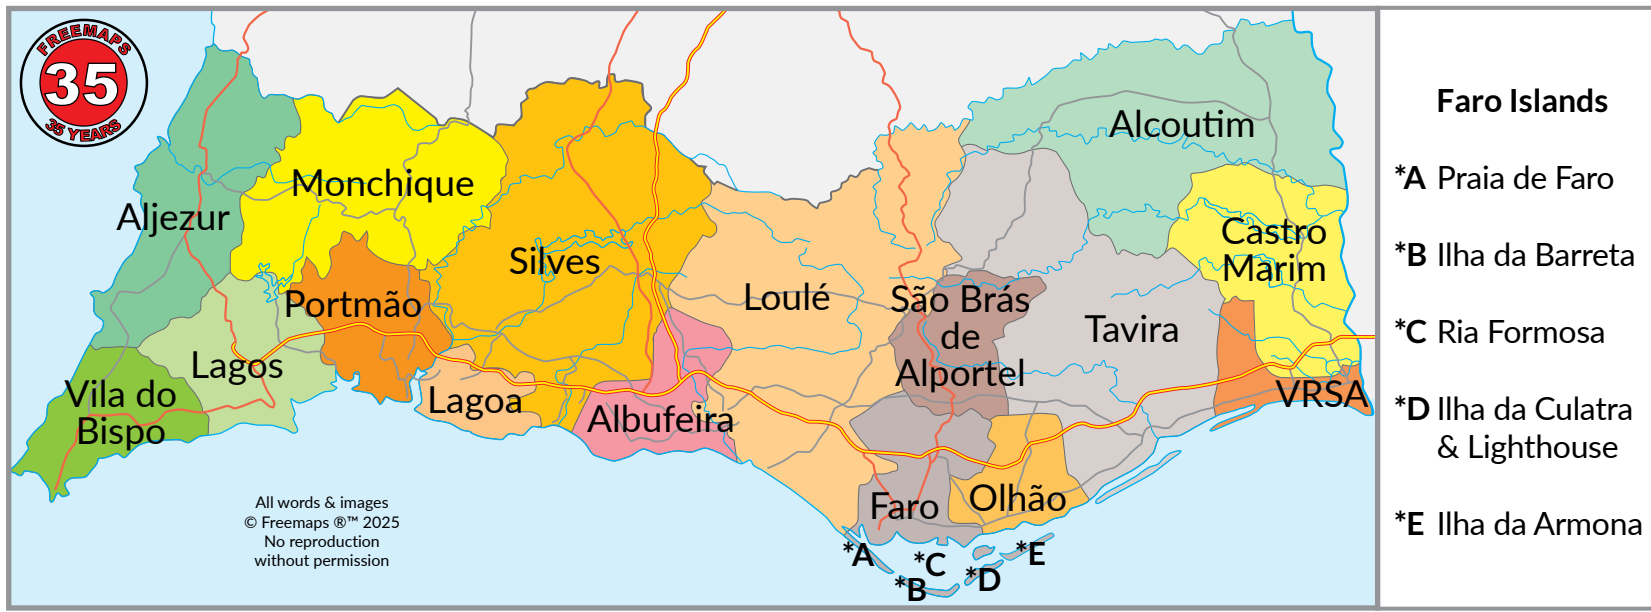 FREEMAPS
35
35 YEARS
Aljezur
Monchique
Silves
Portmão
Lagos
Vila do
Bispo
Lagoa
Albufeira
Loulé
São Brás
de
Alportel
Tavira
Alcoutim
Castro
Marim
VRSA
Faro
Olhão
*A
*B
*C
*D
*E
All words & images
© Freemaps ®™ 2025
No reproduction
without permission
Faro Islands
*A Praia de Faro
*B Ilha da Barreta
*C Ria Formosa
*D Ilha da Culatra
& Lighthouse
*E Ilha da Armona